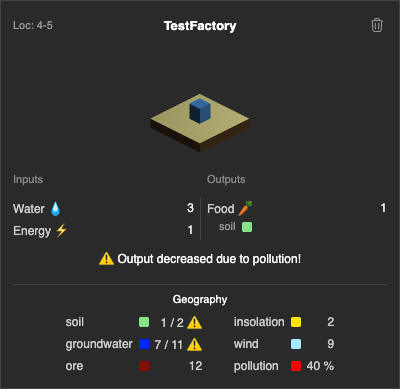 Loc: 4-5
TestFactory
Inputs
Outputs
Water 💧 3
Food 🥕 1
Energy ⚡ 1
soil
⚠️ Output decreased due to pollution!
Geography
soil 1 / 2 ⚠️ insolation 2
groundwater 7 / 11 ⚠️ wind 9
ore 12 pollution 40 %